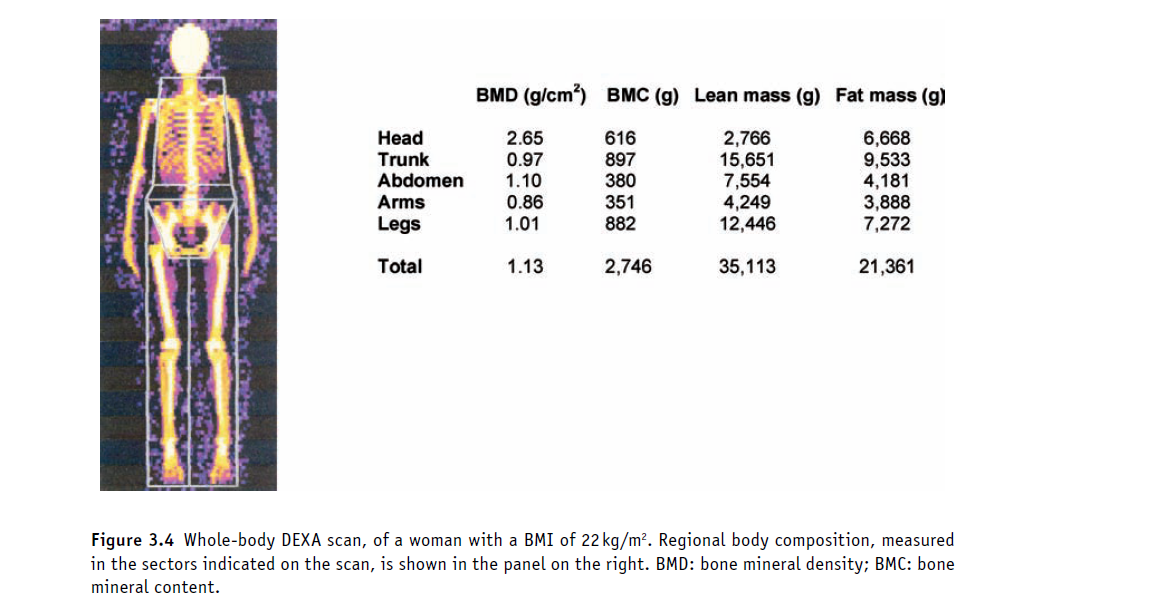 BMD (g/cm²) BMC (g) Lean mass (g) Fat mass (g)
Head 2.65 616 2,766 6,668
Trunk 0.97 897 15,651 9,533
Abdomen 1.10 380 7,554 4,181
Arms 0.86 351 4,249 3,888
Legs 1.01 882 12,446 7,272
Total 1.13 2,746 35,113 21,361
Figure 3.4 Whole-body DEXA scan, of a woman with a BMI of 22 kg/m². Regional body composition, measured
in the sectors indicated on the scan, is shown in the panel on the right. BMD: bone mineral density; BMC: bone
mineral content.